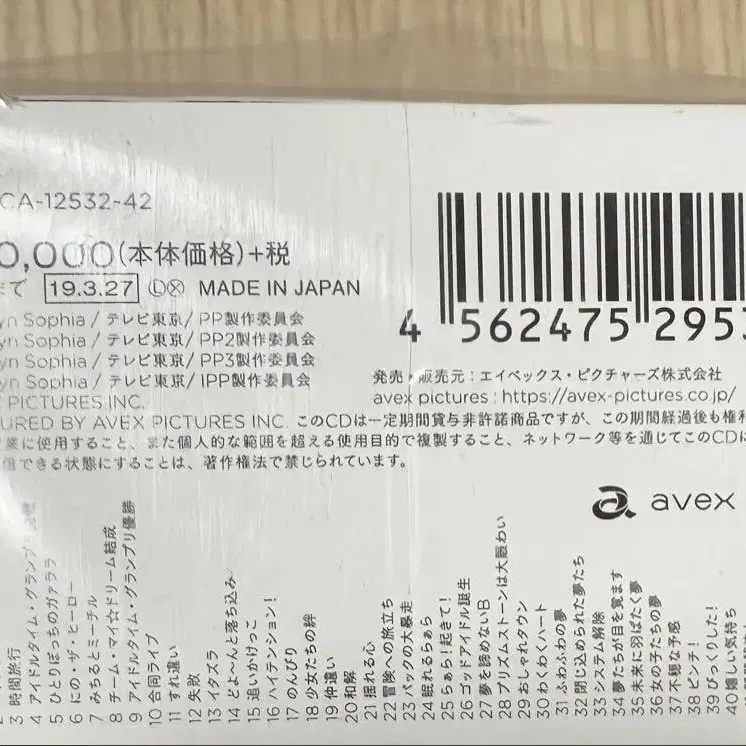 CA-12532-42
0,000(本体価格)+税
まで 19.3.27 Ⓛⓧ MADE IN JAPAN
yn Sophia / テレビ東京 / PP製作委員会
yn Sophia / テレビ東京 / PP2製作委員会
yn Sophia / テレビ東京 / PP3製作委員会
yn Sophia / テレビ東京 / IPP製作委員会
PICTURES INC.
URED BY AVEX PICTURES INC. このCDは一定期間貸与非許諾商品ですが、この期間経過後も権利
業に使用すること、また個人的な範囲を超える使用目的で複製すること、ネットワーク等を通じてこのCDに
信できる状態にすることは、著作権法で禁じられています。
4 562475 2953
発売・販売元：エイベックス・ピクチャーズ株式会社
avex pictures : https://avex-pictures.co.jp/
avex
3 時間旅行
4 アイドルタイム・グランプリ
5 ひとりぼっちのガァララ
6 にの・ザ・ヒーロー
7 みちるとミーチル
8 チーム・マイ☆ドリーム結成
9 アイドルタイム・グランプリ優勝
10 合同ライブ
11 すれ違い
12 失敗
13 イタズラ
14 どよ〜んと落ち込み
15 追いかけっこ
16 ハイテンション!
17 のんびり
18 少女たちの絆
19 仲違い
20 和解
21 揺れる心
22 冒険への旅立ち
23 パックの大暴走
24 眠れるらぁら
25 らぁら!起きて!
26 ゴッドアイドル誕生
27 夢を諦めないB
28 プリズムストーンは大賑わい
29 おしゃれタウン
30 わくわくハート
31 ふわふわの夢
32 閉じ込められた夢たち
33 システム解除
34 夢たちが目を覚ます
35 未来に羽ばたく夢
36 女の子たちの夢
37 不穏な予感
38 ピンチ!
39 びっくりした!
40 嬉しい気持ち